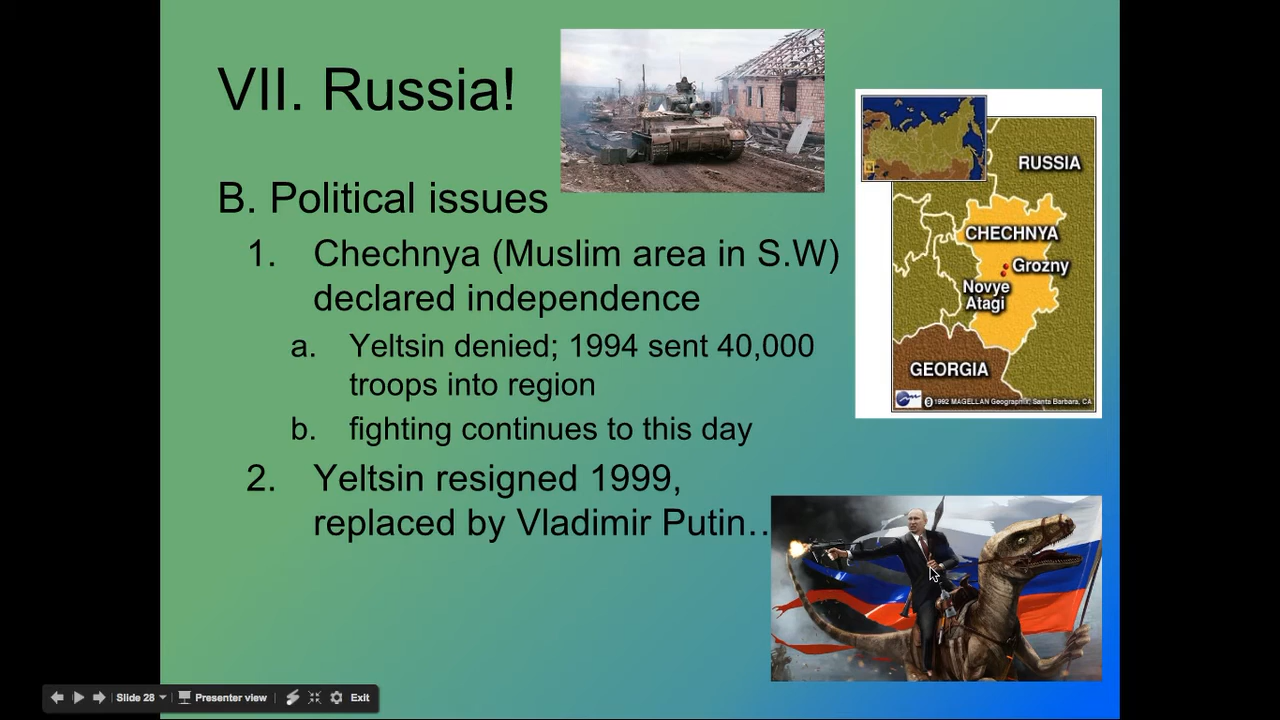 VII. Russia!
B. Political issues
1. Chechnya (Muslim area in S.W)
declared independence
a. Yeltsin denied; 1994 sent 40,000
troops into region
b. fighting continues to this day
2. Yeltsin resigned 1999,
replaced by Vladimir Putin..
RUSSIA
CHECHNYA
Grozny
Novye
Atagi
GEORGIA
© 1992 MAGELLAN Geographix, Santa Barbara, CA
Slide 28
Presenter view
Exit